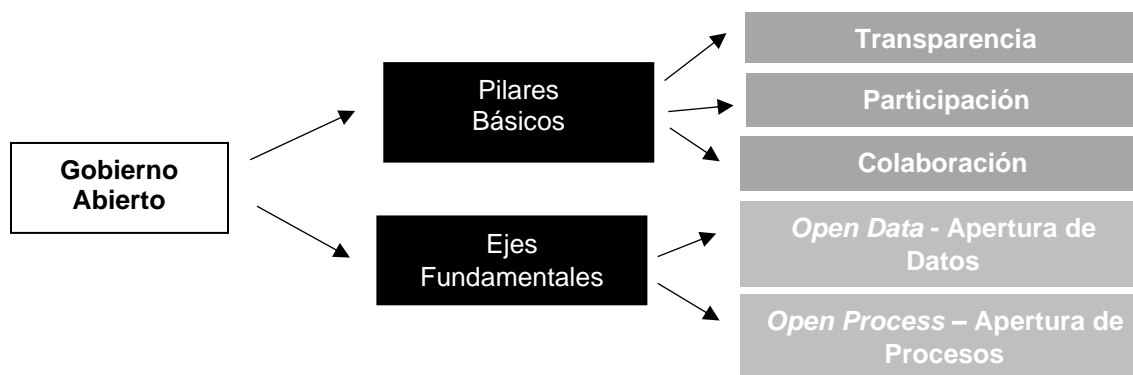 Gobierno
Abierto
Pilares
Básicos
Transparencia
Participación
Colaboración
Ejes
Fundamentales
Open Data - Apertura de
Datos
Open Process – Apertura de
Procesos